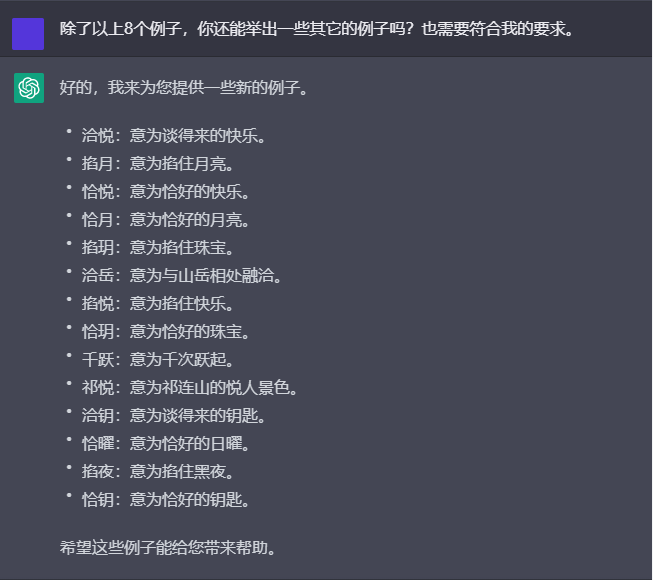 除了以上8个例子，你还能举出一些其它的例子吗？也需要符合我的要求。
好的，我来为您提供一些新的例子。
• 洽悦：意为谈得来的快乐。
• 掐月：意为掐住月亮。
• 恰悦：意为恰好的快乐。
• 恰月：意为恰好的月亮。
• 掐玥：意为掐住珠宝。
• 洽岳：意为与山岳相处融洽。
• 掐悦：意为掐住快乐。
• 恰玥：意为恰好的珠宝。
• 千跃：意为千次跃起。
• 祁悦：意为祁连山的悦人景色。
• 洽钥：意为谈得来的钥匙。
• 恰曜：意为恰好的日曜。
• 掐夜：意为掐住黑夜。
• 恰钥：意为恰好的钥匙。
希望这些例子能给您带来帮助。